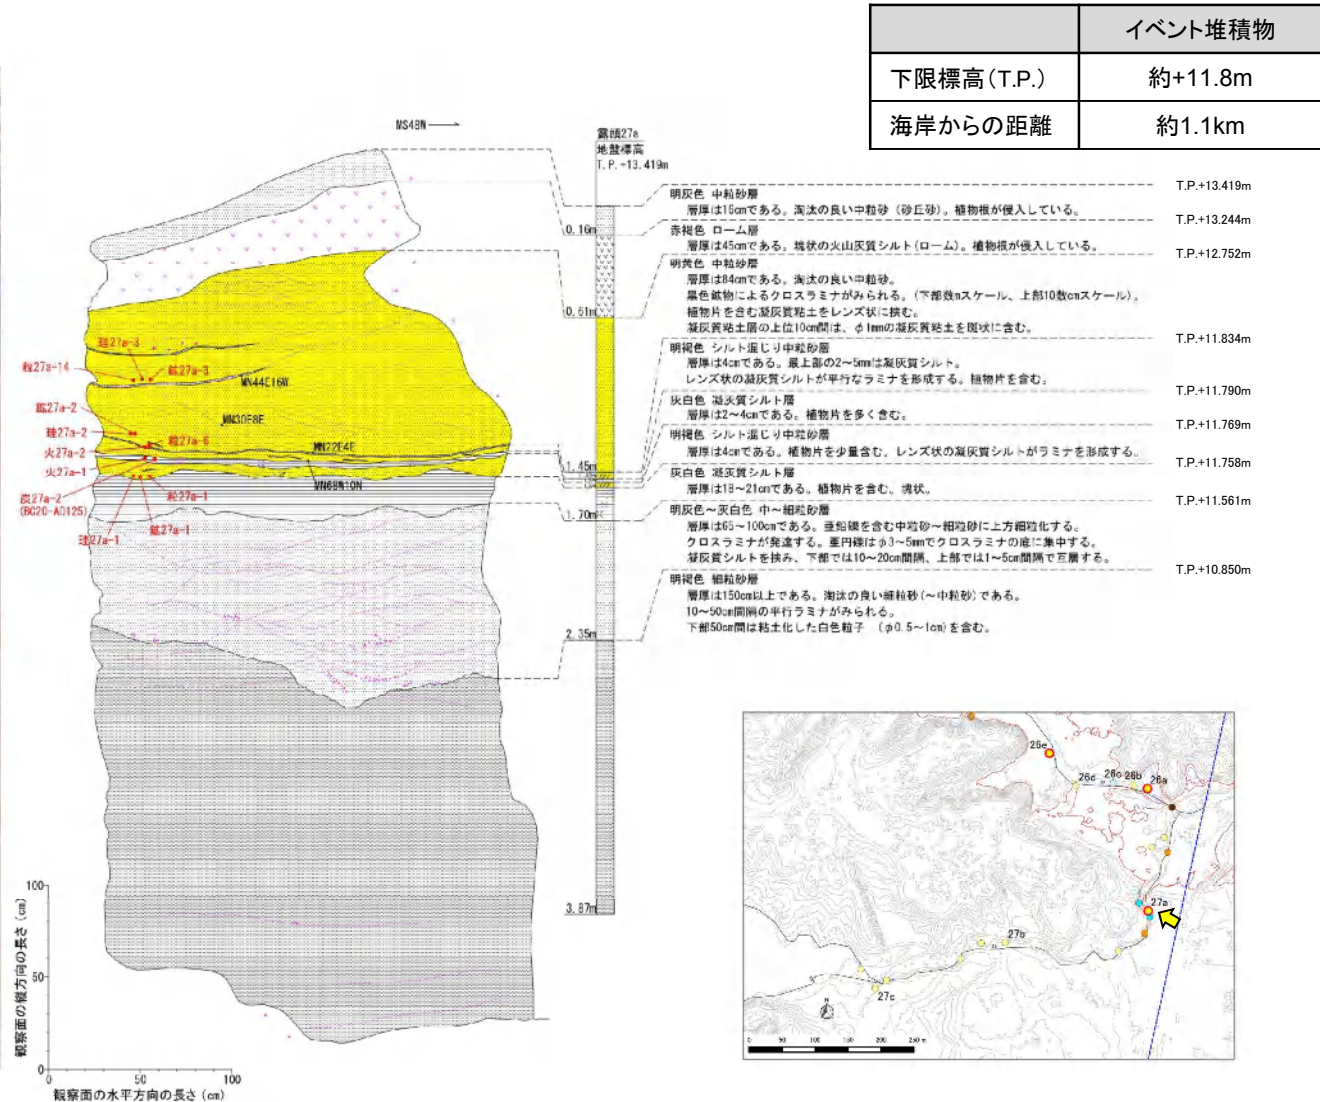 イベント堆積物
下限標高(T.P.) 約+11.8m
海岸からの距離 約1.1km
露頭27a
地盤標高
T.P.+13.419m
0.16m
0.61m
1.45m
1.70m
2.35m
3.87m
明灰色 中粒砂層
層厚は16cmである。淘汰の良い中粒砂（砂丘砂）。植物根が侵入している。
T.P.+13.419m
赤褐色 ローム層
層厚は45cmである。塊状の火山灰質シルト(ローム)。植物根が侵入している。
T.P.+13.244m
明黄色 中粒砂層
層厚は84cmである。淘汰の良い中粒砂。
黒色鉱物によるクロスラミナがみられる。(下部数mスケール、上部10数cmスケール)。
植物片を含む凝灰質粘土をレンズ状に挟む。
凝灰質粘土層の上位10cm間は、φ1mmの凝灰質粘土を斑状に含む。
T.P.+12.752m
明褐色 シルト混じり中粒砂層
層厚は4cmである。最上部の2～5mmは凝灰質シルト。
レンズ状の凝灰質シルトが平行なラミナを形成する。植物片を含む。
T.P.+11.834m
灰白色 凝灰質シルト層
層厚は2～4cmである。植物片を多く含む。
T.P.+11.790m
明褐色 シルト混じり中粒砂層
層厚は4cmである。植物片を少量含む。レンズ状の凝灰質シルトがラミナを形成する。
T.P.+11.769m
灰白色 凝灰質シルト層
層厚は18～21cmである。植物片を含む。塊状。
T.P.+11.758m
明灰色～灰白色 中～細粒砂層
層厚は65～100cmである。亜鉛礫を含む中粒砂～細粒砂に上方細粒化する。
クロスラミナが発達する。亜円礫はφ3～5mmでクロスラミナの底に集中する。
凝灰質シルトを挟み、下部では10～20cm間隔、上部では1～5cm間隔で互層する。
T.P.+11.561m
明褐色 細粒砂層
層厚は150cm以上である。淘汰の良い細粒砂(～中粒砂)である。
10～50cm間隔の平行ラミナがみられる。
下部50cm間は粘土化した白色粒子 （φ0.5～1cm)を含む。
T.P.+10.850m
珪27a-3
粒27a-14
鉱27a-3
MN44E16W
鉱27a-2
MN30E8E
珪27a-2
粒27a-6
火27a-2
MN22E4E
火27a-1
炭27a-2
(BC20-AD125)
粒27a-1
MN68W10N
珪27a-1
鉱27a-1
観察面の縦方向の長さ(cm)
100
50
0
0 50 100
観察面の水平方向の長さ(cm)
26e
26d 26c 26b 26a
27a
27b
27c
N
0 50 100 150 200 250 m